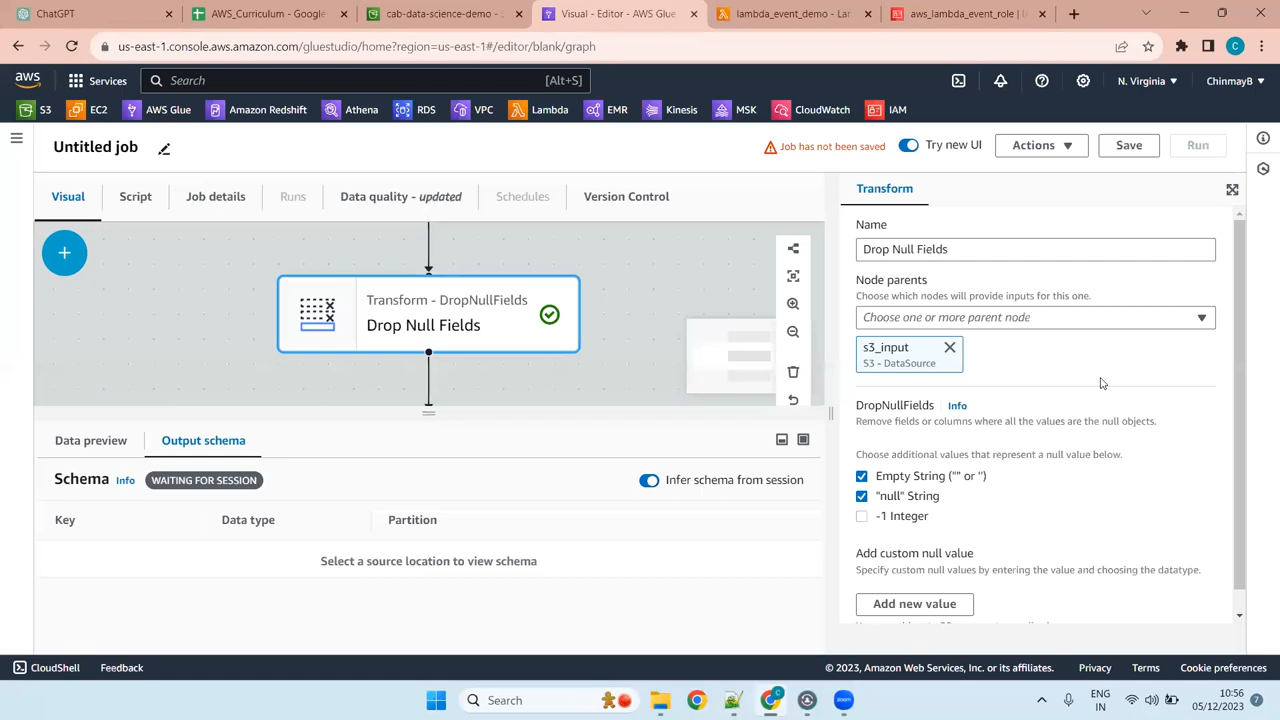 ChatGPT
AWS_Curriculum - Google
cab-data-science-demo - S
Visual - Editor - AWS Glue
lambda_event_demo - La
aws_lambda_event_role | I
us-east-1.console.aws.amazon.com/gluestudio/home?region=us-east-1#/editor/blank/graph
aws
Services
Search
[Alt+S]
N. Virginia
ChinmayB
S3
EC2
AWS Glue
Amazon Redshift
Athena
RDS
VPC
Lambda
EMR
Kinesis
MSK
CloudWatch
IAM
Untitled job
Job has not been saved
Try new UI
Actions
Save
Run
Visual
Script
Job details
Runs
Data quality - updated
Schedules
Version Control
Transform
Name
Drop Null Fields
Node parents
Choose which nodes will provide inputs for this one.
Choose one or more parent node
s3_input
S3 - DataSource
Transform - DropNullFields
Drop Null Fields
DropNullFields Info
Remove fields or columns where all the values are the null objects.
Choose additional values that represent a null value below.
Empty String ("" or '')
"null" String
-1 Integer
Add custom null value
Specify custom null values by entering the value and choosing the datatype.
Add new value
Data preview
Output schema
Schema Info WAITING FOR SESSION
Infer schema from session
Key
Data type
Partition
Select a source location to view schema
CloudShell
Feedback
© 2023, Amazon Web Services, Inc. or its affiliates.
Privacy
Terms
Cookie preferences
Search
zoom
ENG
IN
10:56
05/12/2023
7